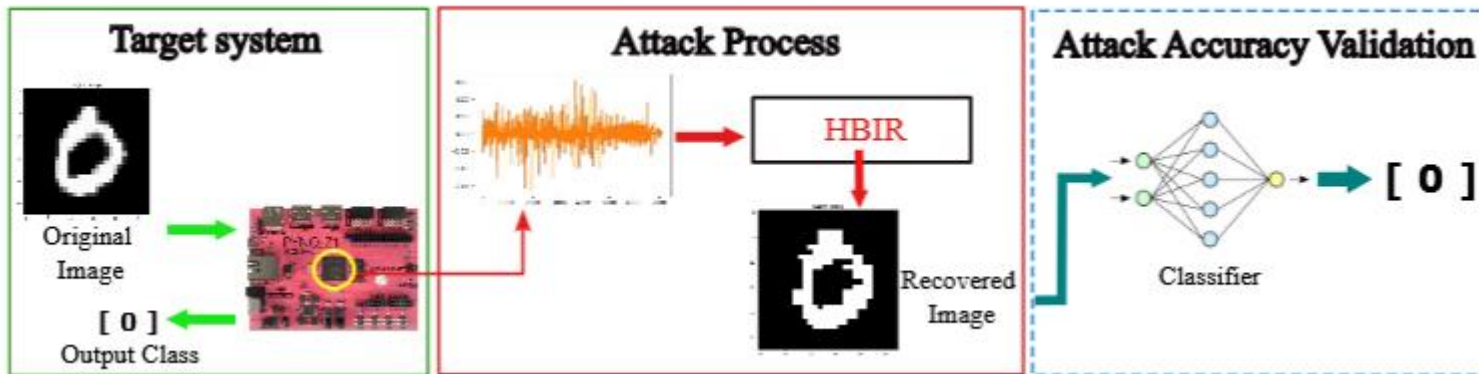 Target system
Original
Image
[ 0 ]
Output Class
Attack Process
HBIR
Recovered
Image
Attack Accuracy Validation
Classifier
[ 0 ]